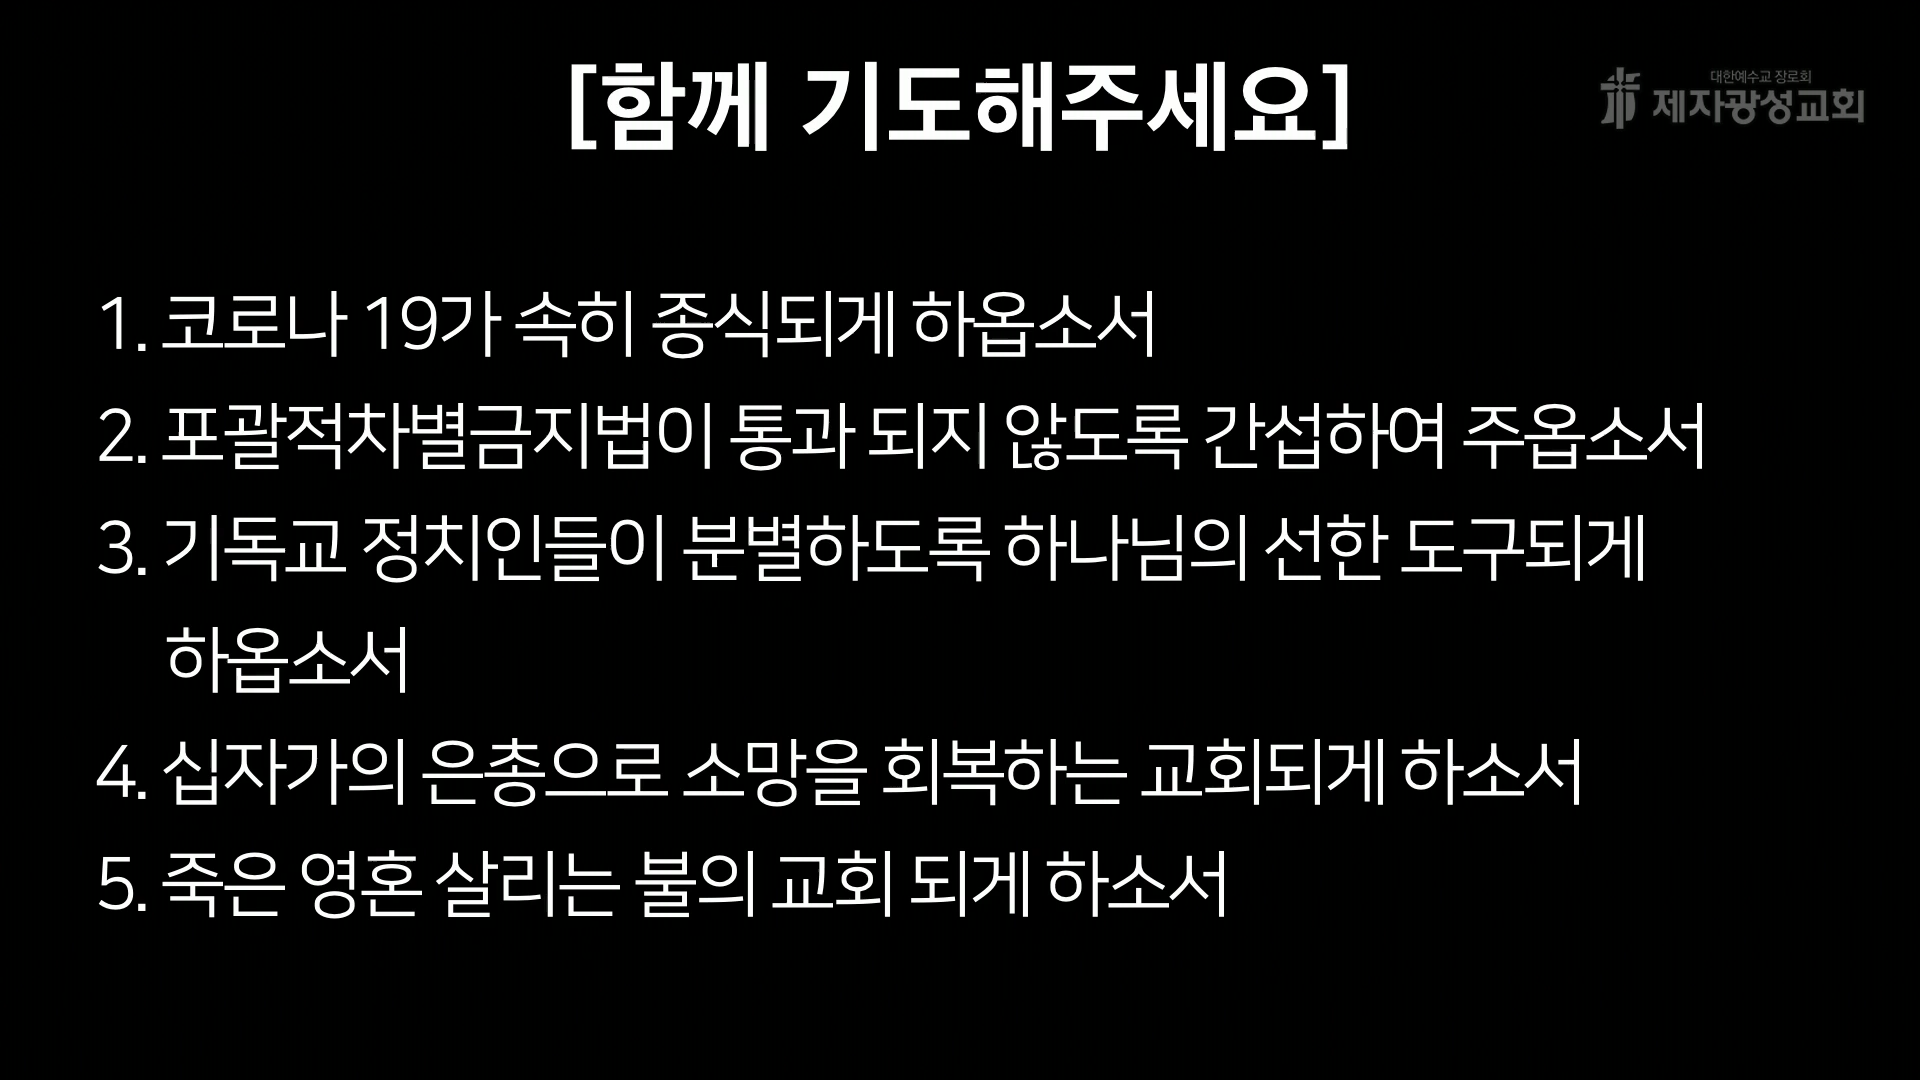 [함께 기도해주세요]
대한예수교 장로회
제자광성교회
1. 코로나 19가 속히 종식되게 하옵소서
2. 포괄적차별금지법이 통과 되지 않도록 간섭하여 주옵소서
3. 기독교 정치인들이 분별하도록 하나님의 선한 도구되게
하옵소서
4. 십자가의 은총으로 소망을 회복하는 교회되게 하소서
5. 죽은 영혼 살리는 불의 교회 되게 하소서